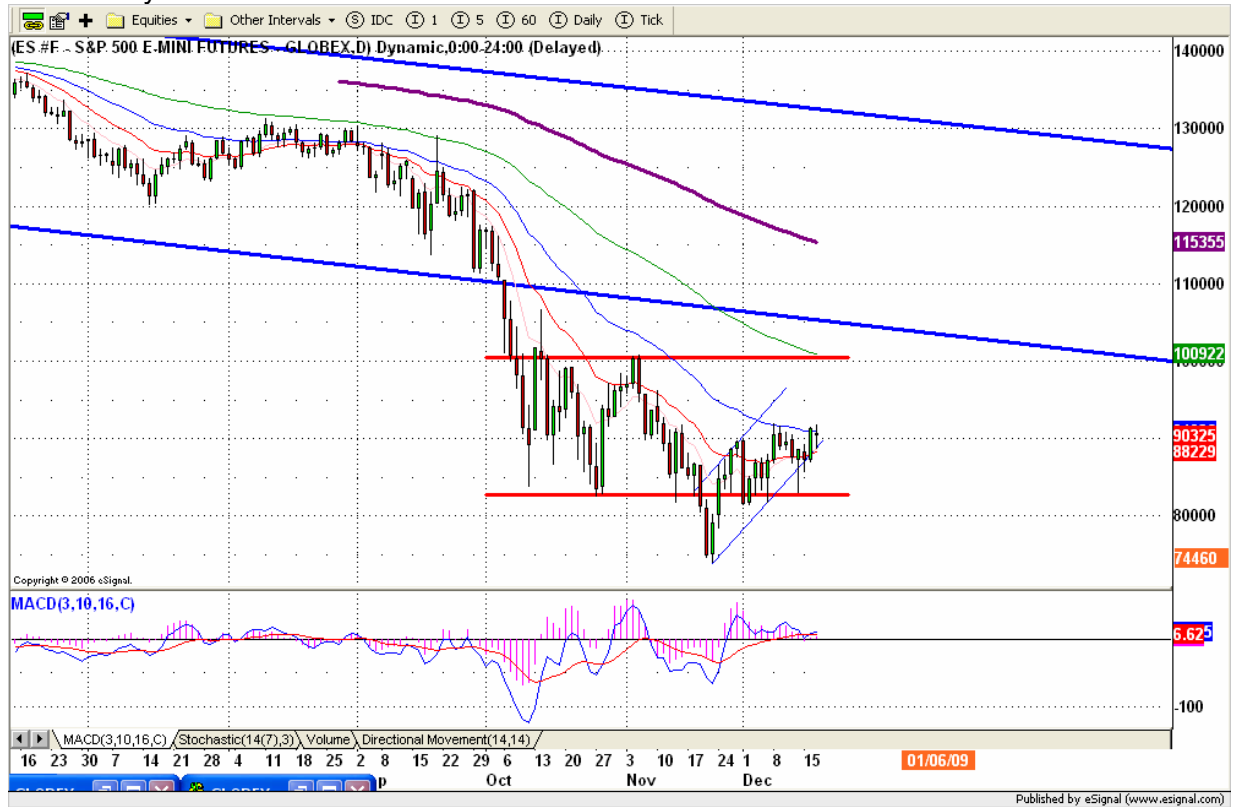 Equities Other Intervals S IDC I 1 I 5 I 60 I Daily I Tick
(ES #F - S&P 500 E-MINI FUTURES - GLOBEX,D) Dynamic,0:00-24:00 (Delayed)
140000
130000
120000
115355
110000
100922
90325
88229
80000
74460
Copyright © 2006 eSignal.
MACD(3,10,16,C)
5.62
-100
MACD(3,10,16,C) Stochastic(14(7),3) Volume Directional Movement(14,14)
16 23 30 7 14 21 28 4 11 18 25 2 8 15 22 29 6 13 20 27 3 10 17 24 1 8 15 01/06/09
p Oct Nov Dec
Published by eSignal (www.esignal.com)